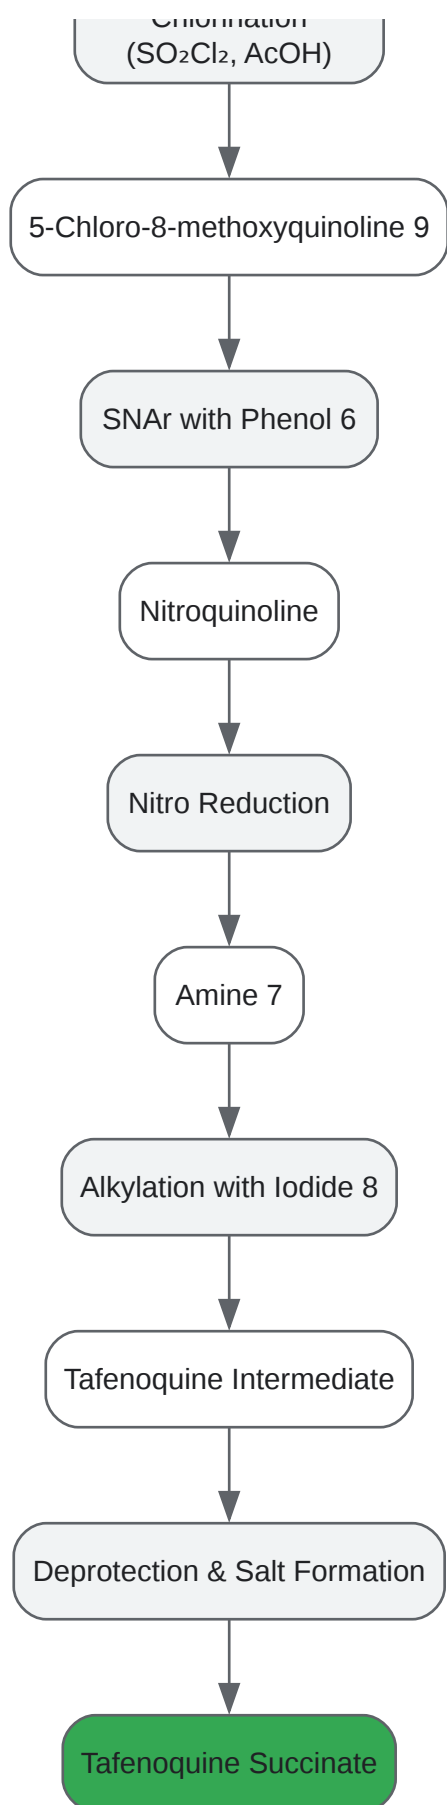 Chlorination
(SO₂Cl₂, AcOH)
5-Chloro-8-methoxyquinoline 9
SNAr with Phenol 6
Nitroquinoline
Nitro Reduction
Amine 7
Alkylation with Iodide 8
Tafenoquine Intermediate
Deprotection & Salt Formation
Tafenoquine Succinate